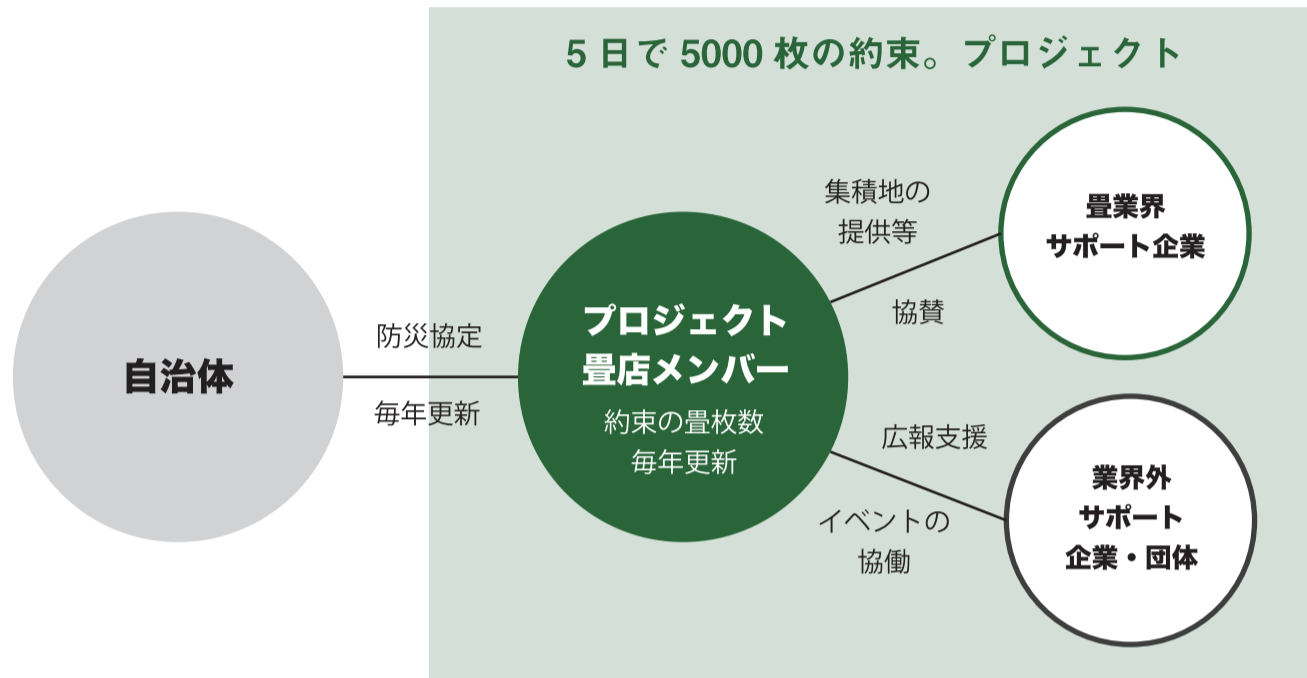 5日で5000枚の約束。プロジェクト
自治体
防災協定
毎年更新
プロジェクト
畳店メンバー
約束の畳枚数
毎年更新
集積地の
提供等
協賛
畳業界
サポート企業
広報支援
イベントの
協働
業界外
サポート
企業・団体